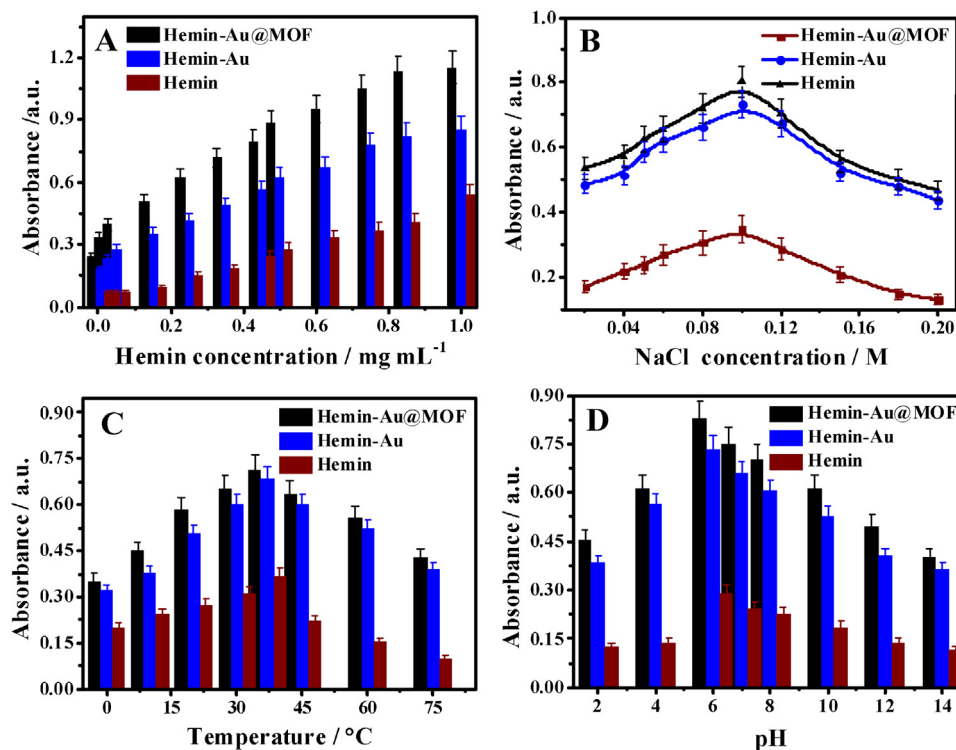 A
Hemin-Au@MOF
Hemin-Au
Hemin
Absorbance /a.u.
1.2
0.9
0.6
0.3
0.0
0.0 0.2 0.4 0.6 0.8 1.0
Hemin concentration / mg mL⁻¹
B
Hemin-Au@MOF
Hemin-Au
Hemin
Absorbance / a.u.
1.0
0.8
0.6
0.4
0.2
0.04 0.08 0.12 0.16 0.20
NaCl concentration / M
C
Hemin-Au@MOF
Hemin-Au
Hemin
Absorbance / a.u.
0.90
0.75
0.60
0.45
0.30
0.15
0.00
0 15 30 45 60 75
Temperature / °C
D
Hemin-Au@MOF
Hemin-Au
Hemin
Absorbance / a.u.
0.90
0.75
0.60
0.45
0.30
0.15
0.00
2 4 6 8 10 12 14
pH